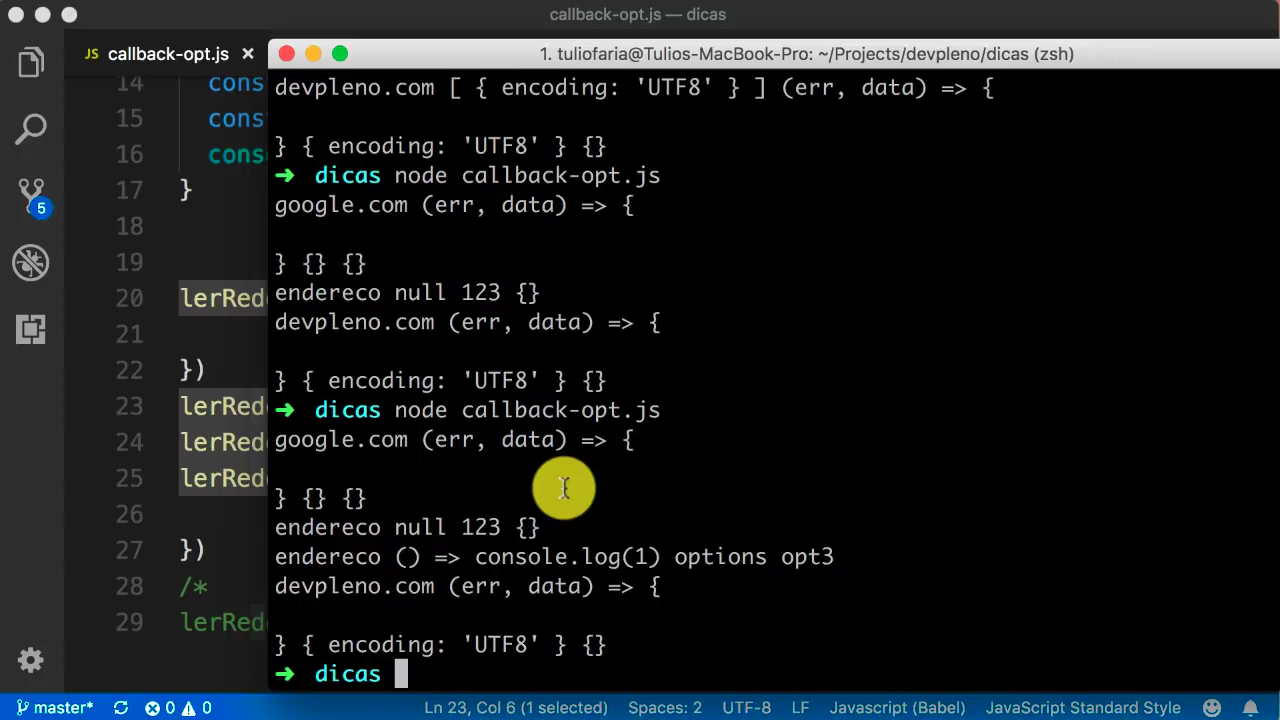 callback-opt.js — dicas
JS callback-opt.js ×
1. tuliofaria@Tulios-MacBook-Pro: ~/Projects/devpleno/dicas (zsh)
14 cons
15 cons
16 cons
17 }
18
19
20 lerRed
21
22 })
23 lerRed
24 lerRed
25 lerRed
26
27 })
28 /*
29 lerRed
5
devpleno.com [ { encoding: 'UTF8' } ] (err, data) => {
} { encoding: 'UTF8' } {}
➜ dicas node callback-opt.js
google.com (err, data) => {
} {} {}
endereco null 123 {}
devpleno.com (err, data) => {
} { encoding: 'UTF8' } {}
➜ dicas node callback-opt.js
google.com (err, data) => {
} {} {}
endereco null 123 {}
endereco () => console.log(1) options opt3
devpleno.com (err, data) => {
} { encoding: 'UTF8' } {}
➜ dicas
master* 0 0 Ln 23, Col 6 (1 selected) Spaces: 2 UTF-8 LF Javascript (Babel) JavaScript Standard Style